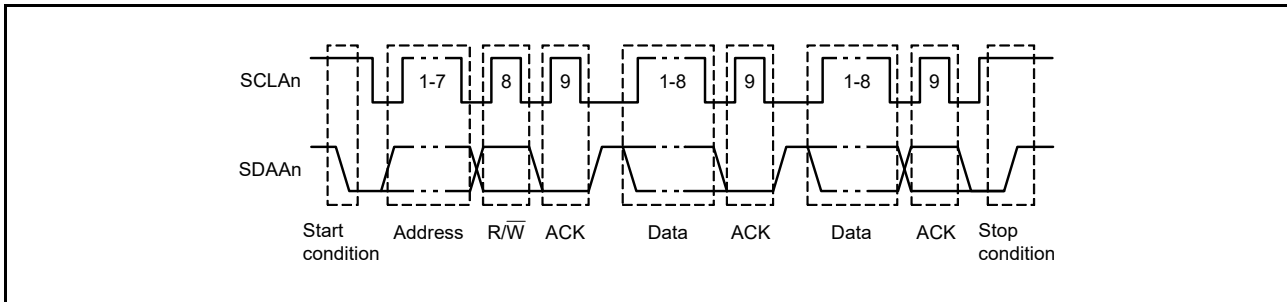 SCLAn
1-7 8 9 1-8 9 1-8 9
SDAAn
Start condition Address R/W̅ ACK Data ACK Data ACK Stop condition